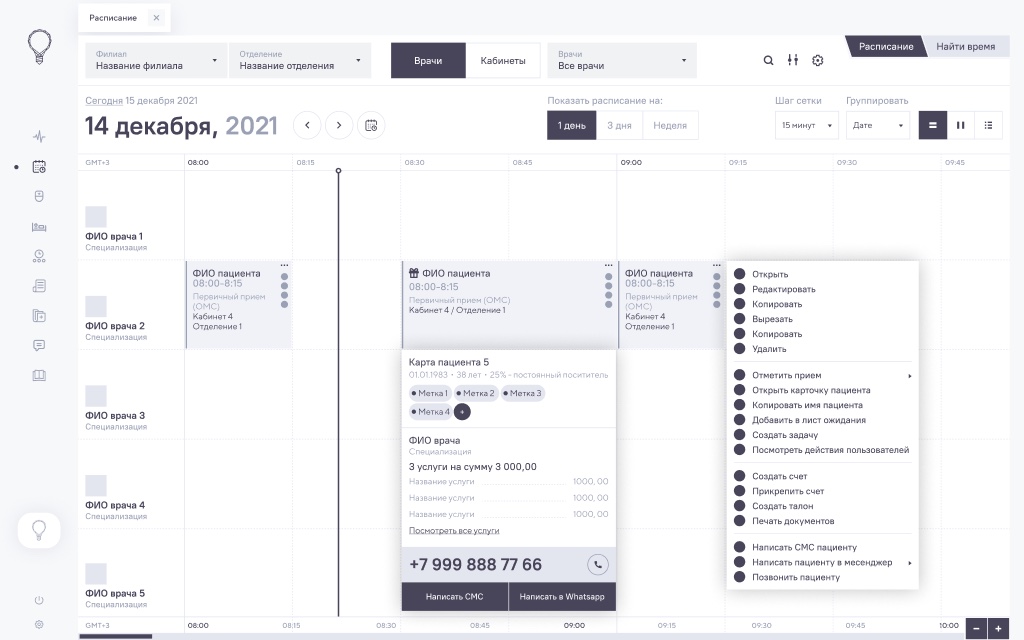 Расписание
Филиал
Название филиала
Отделение
Название отделения
Врачи
Кабинеты
Врачи
Все врачи
Расписание
Найти время
Сегодня 15 декабря 2021
14 декабря, 2021
Показать расписание на:
1 день
3 дня
Неделя
Шаг сетки
15 минут
Группировать
Дате
GMT+3
08:00
08:15
08:30
08:45
09:00
09:15
09:30
09:45
ФИО врача 1
Специализация
ФИО врача 2
Специализация
ФИО врача 3
Специализация
ФИО врача 4
Специализация
ФИО врача 5
Специализация
ФИО пациента
08:00-8:15
Первичный прием
(ОМС)
Кабинет 4
Отделение 1
ФИО пациента
08:00-8:15
Первичный прием (ОМС)
Кабинет 4 / Отделение 1
ФИО пациента
08:00-8:15
Первичный прием
(ОМС)
Кабинет 4
Отделение 1
Карта пациента 5
01.01.1983 • 38 лет • 25% - постоянный посититель
Метка 1
Метка 2
Метка 3
Метка 4
+
ФИО врача
Специализация
3 услуги на сумму 3 000,00
Название услуги 1000,00
Название услуги 1000,00
Название услуги 1000,00
Посмотреть все услуги
+7 999 888 77 66
Написать СМС
Написать в Whatsapp
Открыть
Редактировать
Копировать
Вырезать
Копировать
Удалить
Отметить прием
Открыть карточку пациента
Копировать имя пациента
Добавить в лист ожидания
Создать задачу
Посмотреть действия пользователей
Создать счет
Прикрепить счет
Создать талон
Печать документов
Написать СМС пациенту
Написать пациенту в месенджер
Позвонить пациенту
GMT+3
08:00
08:15
08:30
08:45
09:00
09:15
09:30
09:45
10:00